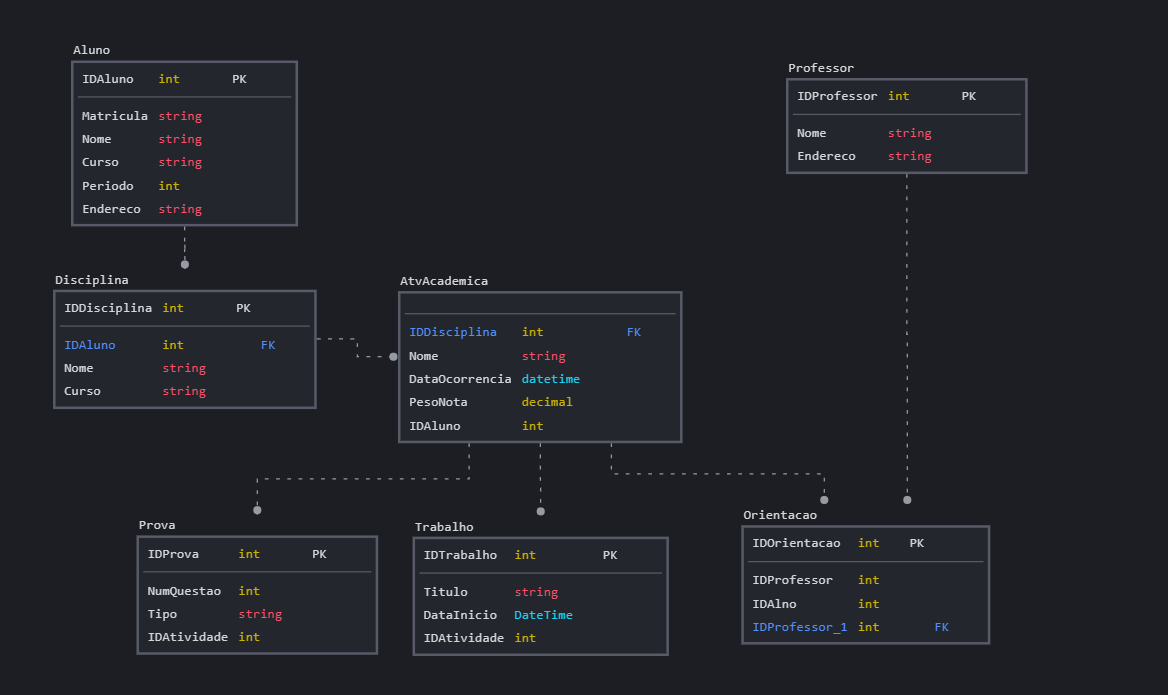 Aluno
IDAluno int PK
Matricula string
Nome string
Curso string
Periodo int
Endereco string
Professor
IDProfessor int PK
Nome string
Endereco string
Disciplina
IDDisciplina int PK
IDAluno int FK
Nome string
Curso string
AtvAcademica
IDDisciplina int FK
Nome string
DataOcorrencia datetime
PesoNota decimal
IDAluno int
Prova
IDProva int PK
NumQuestao int
Tipo string
IDAtividade int
Trabalho
IDTrabalho int PK
Titulo string
DataInicio DateTime
IDAtividade int
Orientacao
IDOrientacao int PK
IDProfessor int
IDAlno int
IDProfessor_1 int FK